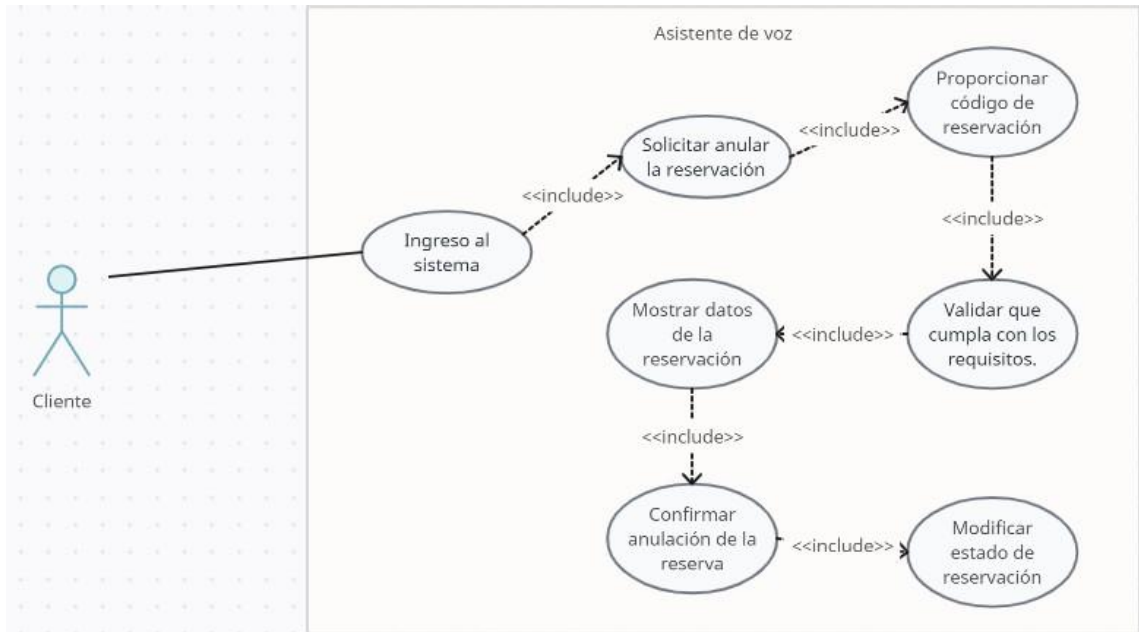 Asistente de voz
Proporcionar
código de
reservación
<<include>>
Solicitar anular
la reservación
<<include>>
<<include>>
Ingreso al
sistema
Cliente
Mostrar datos
de la
reservación
<<include>>
Validar que
cumpla con los
requisitos.
<<include>>
Confirmar
anulación de la
reserva
<<include>>
Modificar
estado de
reservación